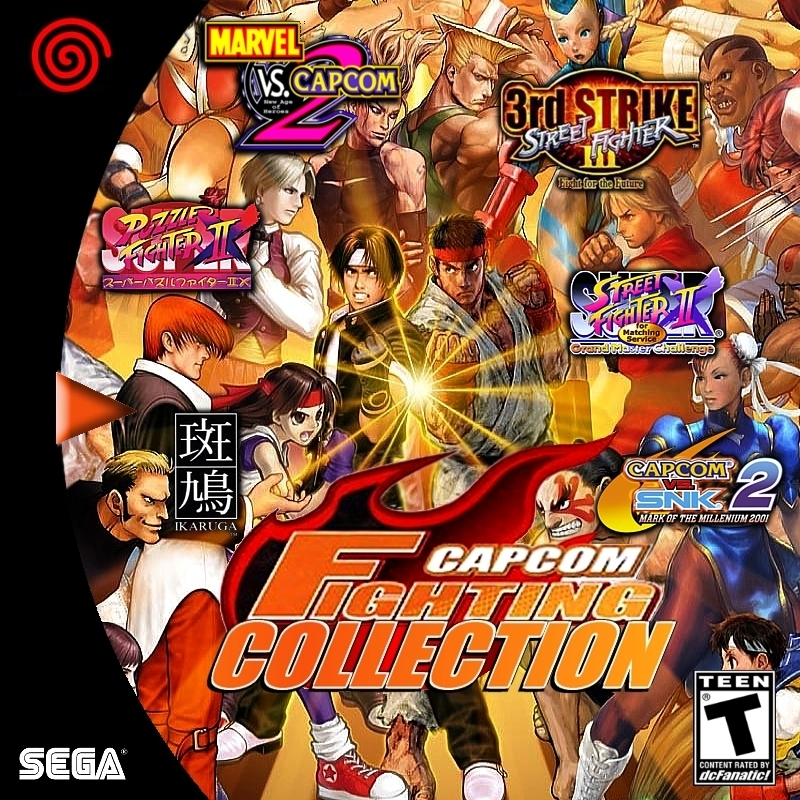 MARVEL
VS. CAPCOM
2
New Age
of
Heroes
3rd STRIKE
STREET FIGHTER
III
Fight for the Future
SUPER
PUZZLE
FIGHTER II
X
スーパーパズルファイターIIX
SUPER
STREET
FIGHTER II
X
for
Matching
Service
Grand Master Challenge
斑
鳩
IKARUGA
CAPCOM
VS.
SNK 2
MARK OF THE MILLENIUM 2001
CAPCOM
FIGHTING
COLLECTION
TEEN
T
CONTENT RATED BY
dcFanatic!
SEGA